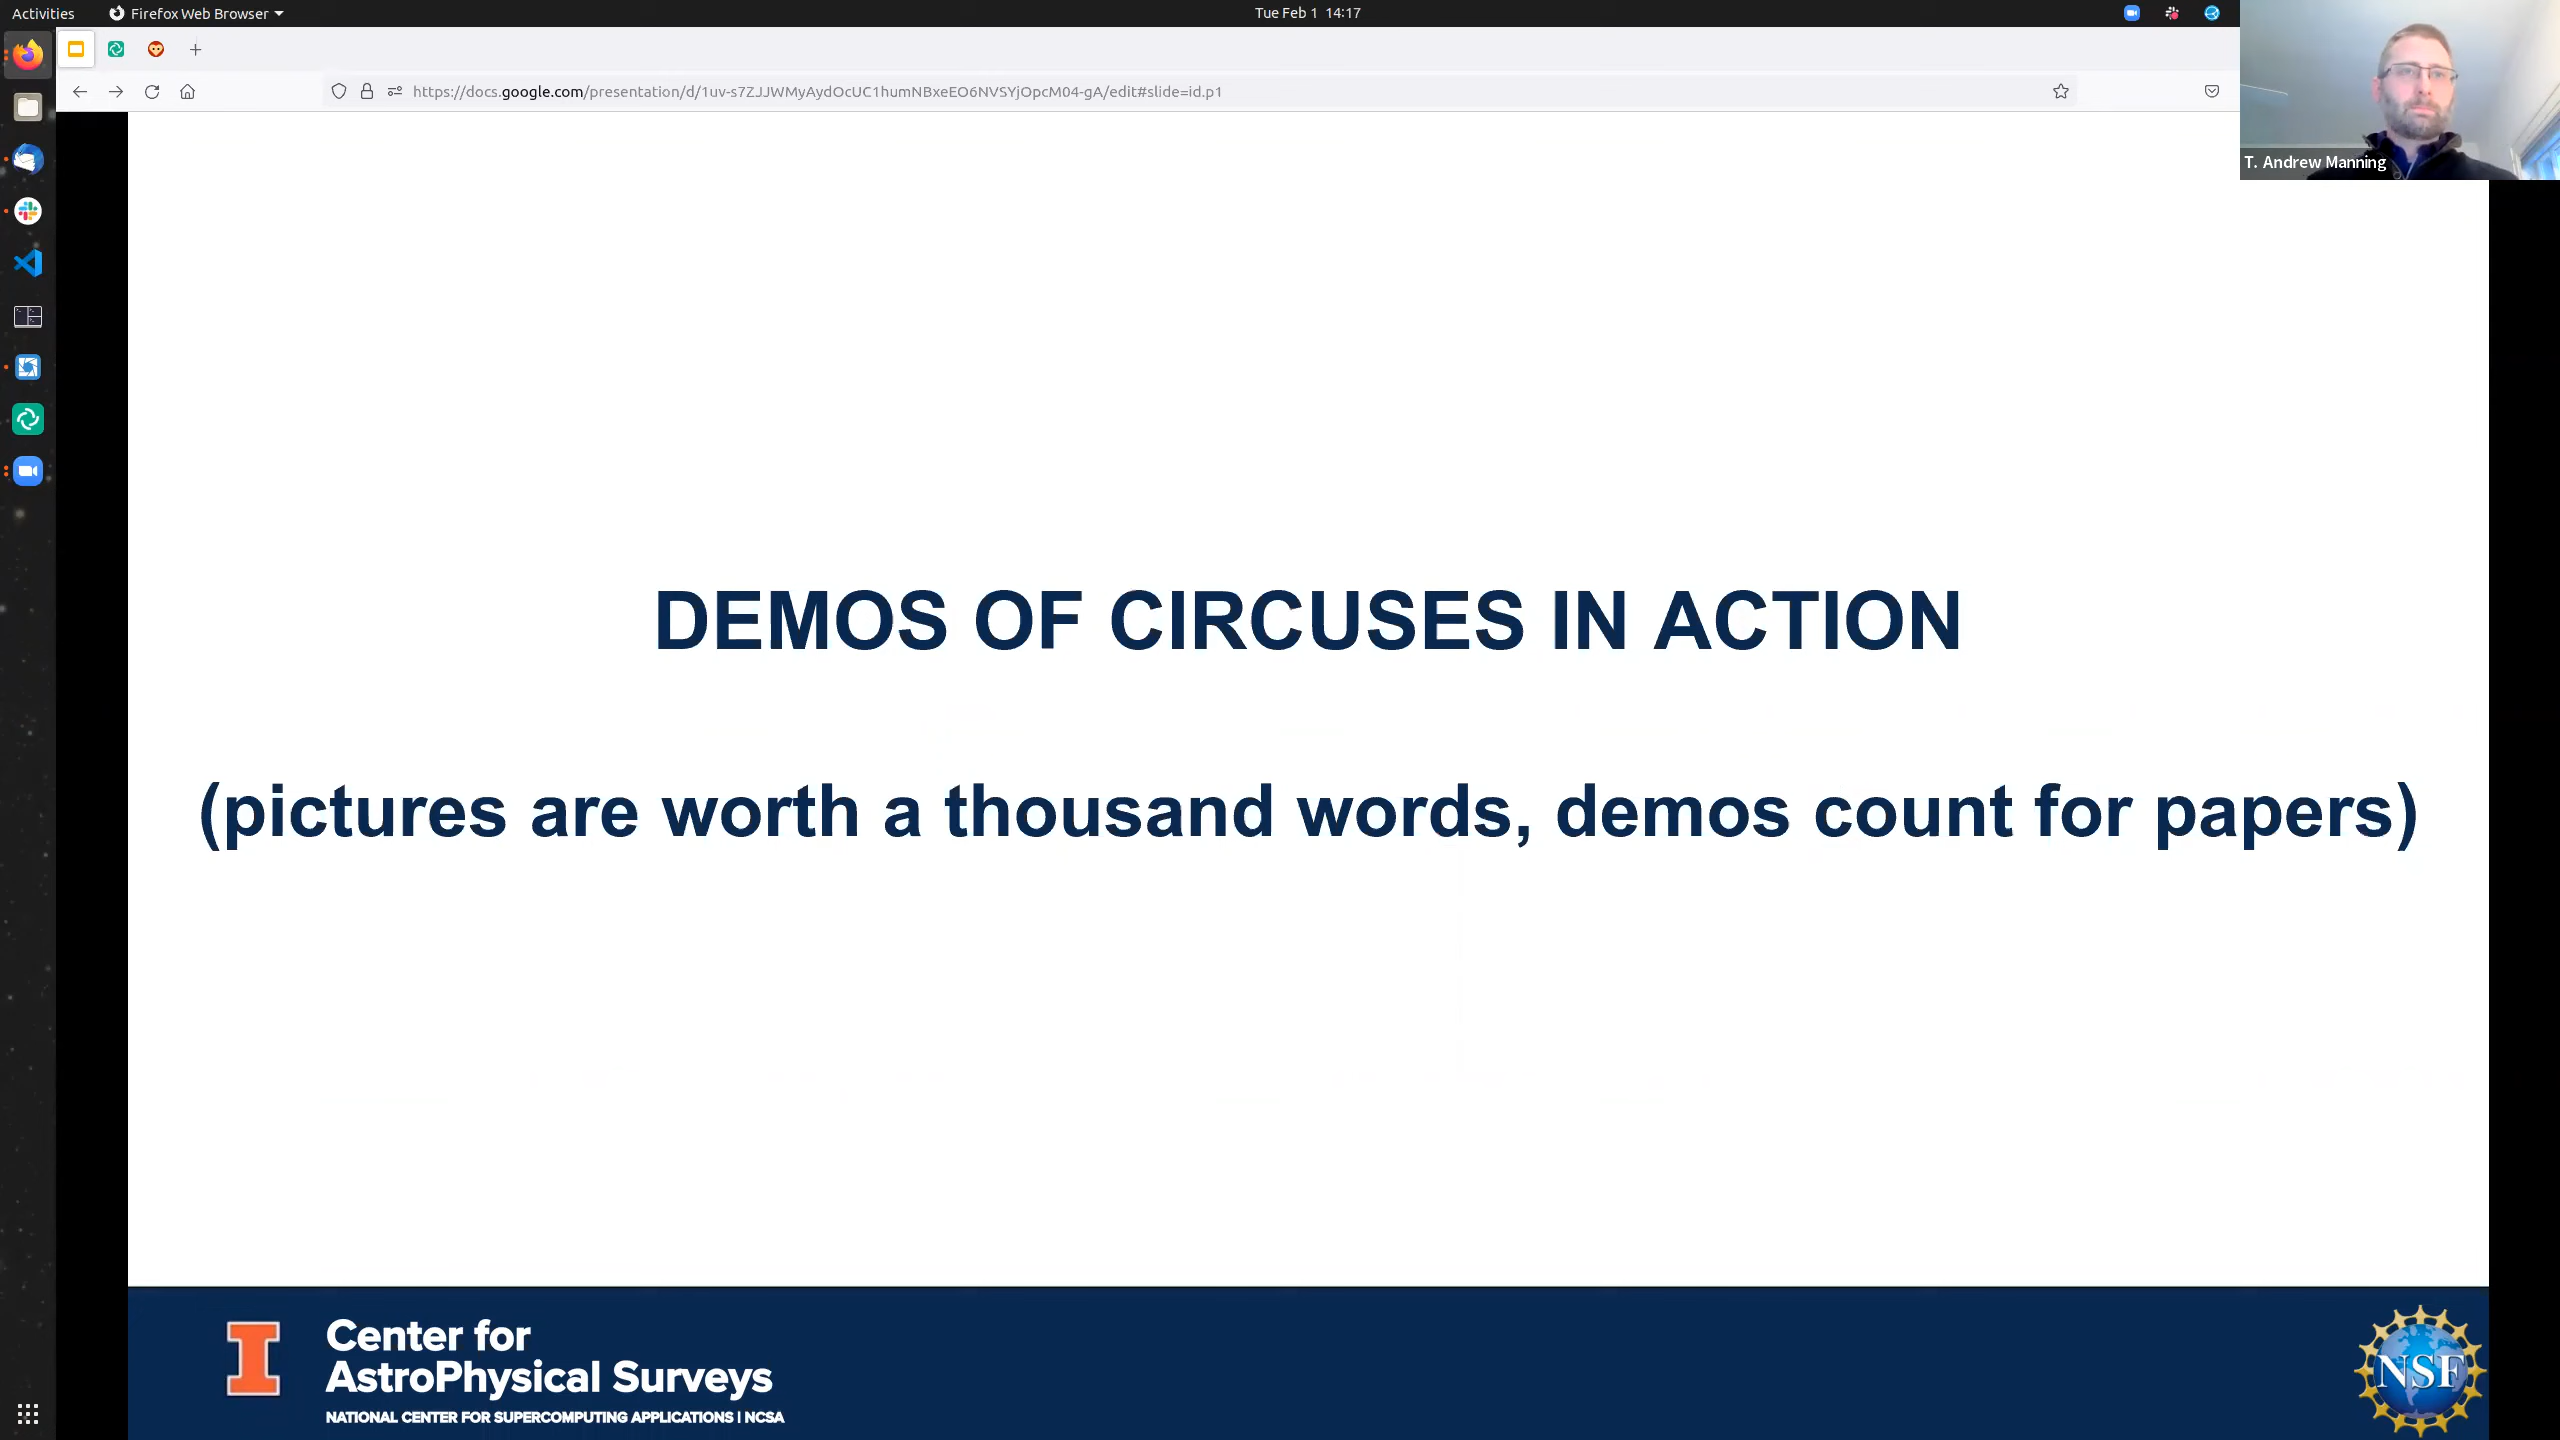 Activities
Firefox Web Browser
Tue Feb 1 14:17
https://docs.google.com/presentation/d/1uv-s7ZJJWMyAydOcUC1humNBxeEO6NVSYjOpcM04-gA/edit#slide=id.p1
T. Andrew Manning
DEMOS OF CIRCUSES IN ACTION
(pictures are worth a thousand words, demos count for papers)
I
Center for
AstroPhysical Surveys
NATIONAL CENTER FOR SUPERCOMPUTING APPLICATIONS | NCSA
NSF